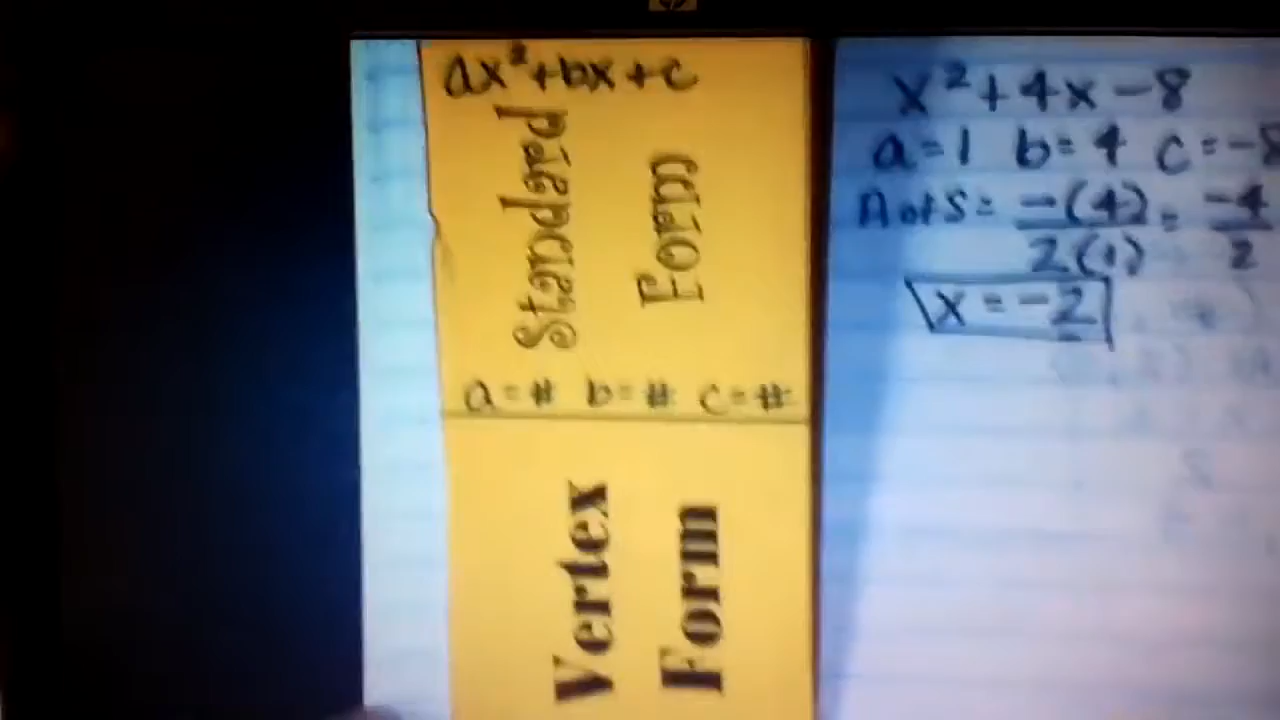 ax²+bx+c
Standard
Form
a=# b=# c=#
Vertex
Form
x²+4x-8
a=1 b=4 c=-8
A of S = -(4)/2(1) = -4/2
x = -2